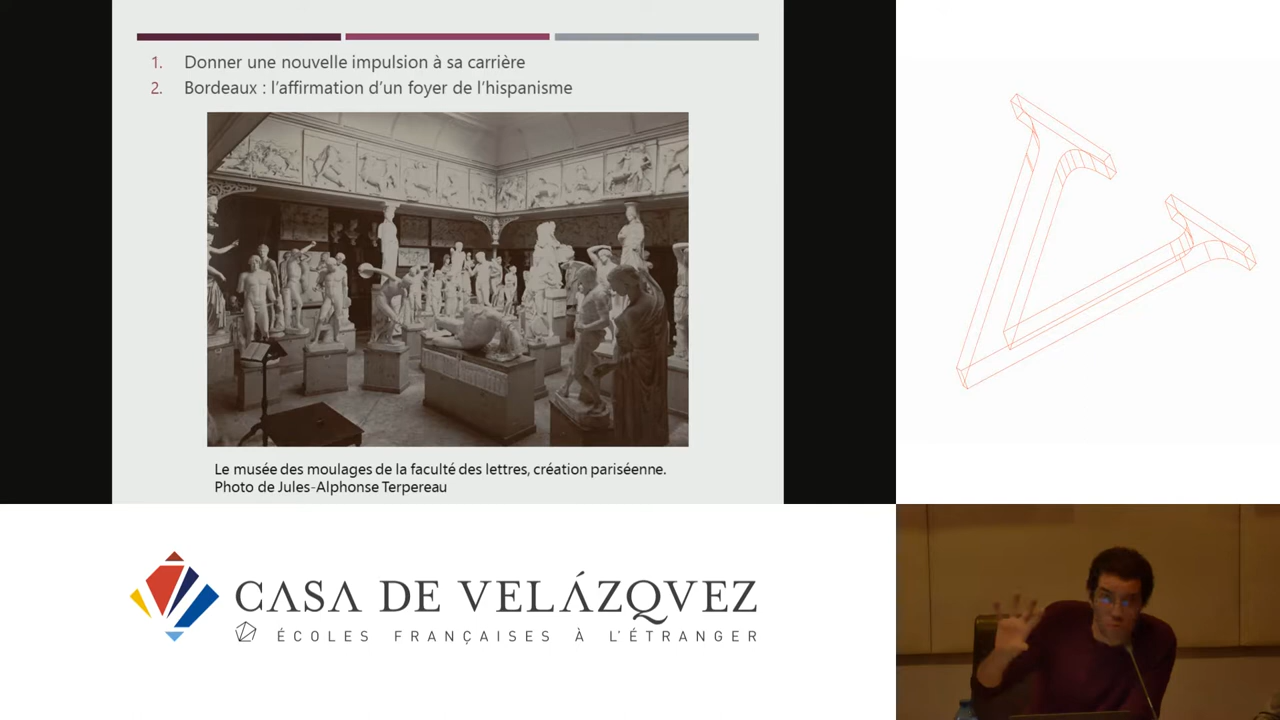 1. Donner une nouvelle impulsion à sa carrière
2. Bordeaux : l'affirmation d'un foyer de l'hispanisme
Le musée des moulages de la faculté des lettres, création pariséenne.
Photo de Jules-Alphonse Terpereau
CASA DE VELÁZQVEZ
ÉCOLES FRANÇAISES À L'ÉTRANGER